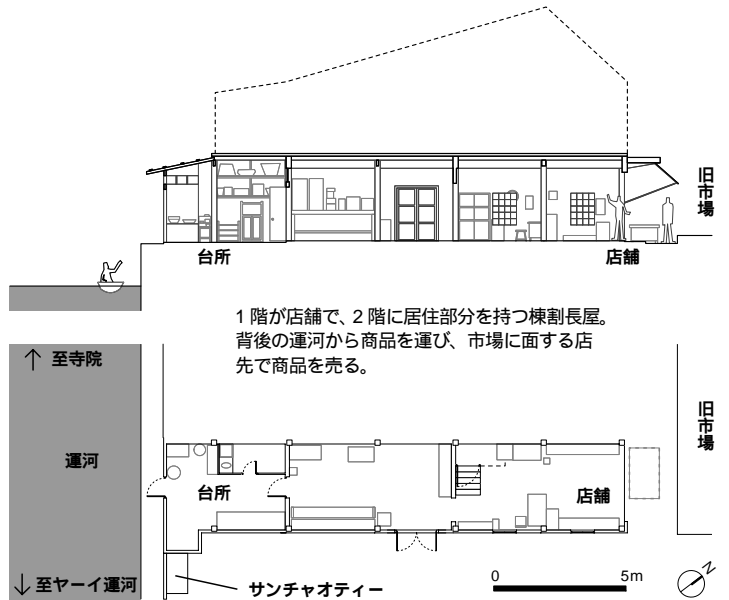 旧市場
台所
店舗
1階が店舗で、2階に居住部分を持つ棟割長屋。
背後の運河から商品を運び、市場に面する店
先で商品を売る。
↑ 至寺院
運河
旧市場
台所
店舗
↓至ヤーイ運河
サンチャオティー
0 5m
N